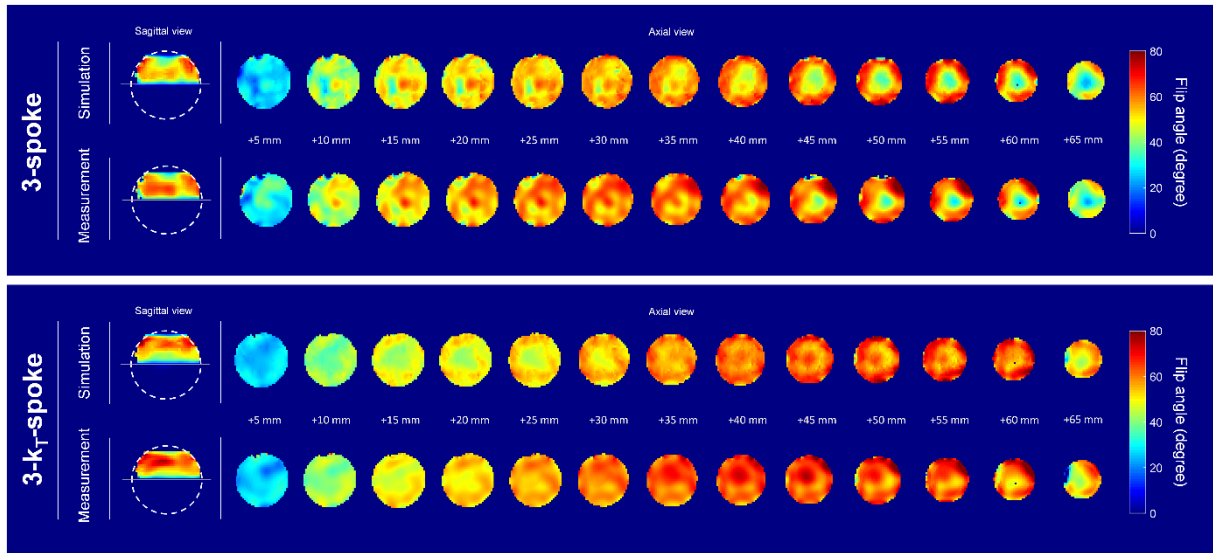 3-spoke
Simulation
Measurement
Sagittal view
Axial view
+5 mm +10 mm +15 mm +20 mm +25 mm +30 mm +35 mm +40 mm +45 mm +50 mm +55 mm +60 mm +65 mm
80
60
40
20
0
Flip angle (degree)
3-kT-spoke
Simulation
Measurement
Sagittal view
Axial view
+5 mm +10 mm +15 mm +20 mm +25 mm +30 mm +35 mm +40 mm +45 mm +50 mm +55 mm +60 mm +65 mm
80
60
40
20
0
Flip angle (degree)